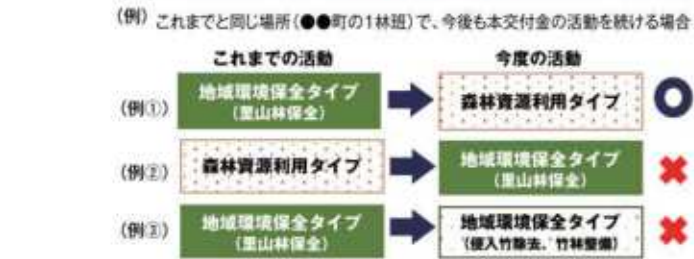 (例) これまでと同じ場所(●●町の1林班)で、今後も本交付金の活動を続ける場合
これまでの活動 今度の活動
(例①) 地域環境保全タイプ (里山林保全) 森林資源利用タイプ
(例②) 森林資源利用タイプ 地域環境保全タイプ (里山林保全)
(例③) 地域環境保全タイプ (里山林保全) 地域環境保全タイプ (侵入竹除去、竹林整備)